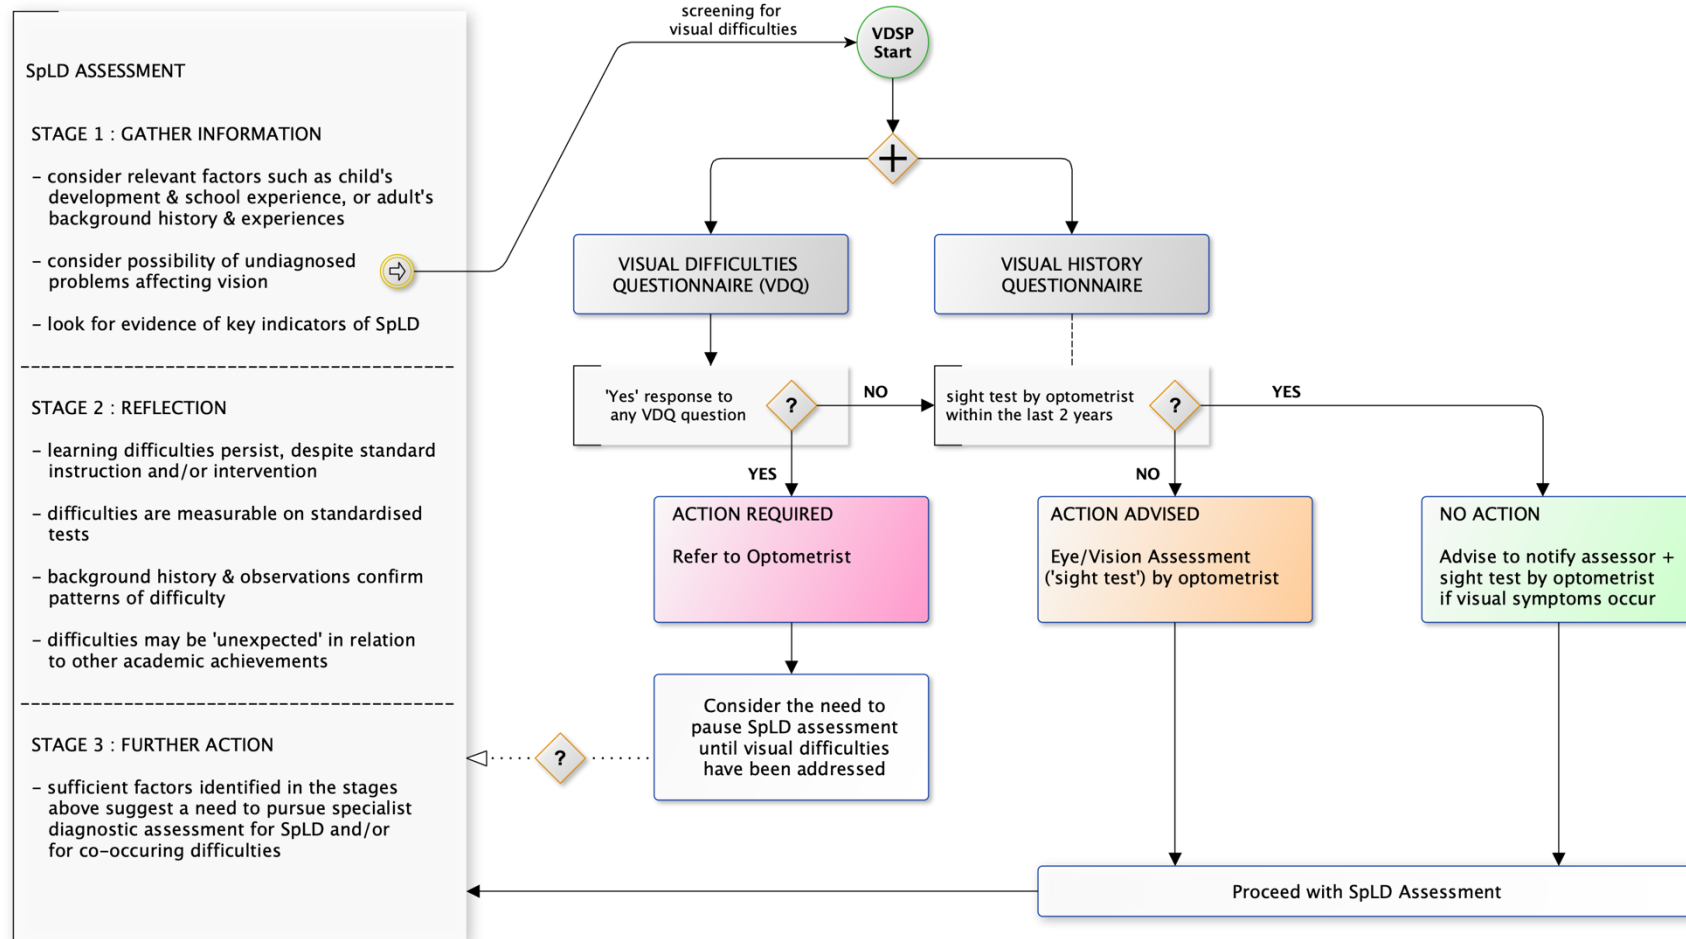 SpLD ASSESSMENT
STAGE 1 : GATHER INFORMATION
– consider relevant factors such as child's
development & school experience, or adult's
background history & experiences
– consider possibility of undiagnosed
problems affecting vision
– look for evidence of key indicators of SpLD
STAGE 2 : REFLECTION
– learning difficulties persist, despite standard
instruction and/or intervention
– difficulties are measurable on standardised
tests
– background history & observations confirm
patterns of difficulty
– difficulties may be 'unexpected' in relation
to other academic achievements
STAGE 3 : FURTHER ACTION
– sufficient factors identified in the stages
above suggest a need to pursue specialist
diagnostic assessment for SpLD and/or
for co-occuring difficulties
screening for
visual difficulties
VDSP
Start
VISUAL DIFFICULTIES
QUESTIONNAIRE (VDQ)
VISUAL HISTORY
QUESTIONNAIRE
'Yes' response to
any VDQ question
?
NO
sight test by optometrist
within the last 2 years
?
YES
YES
NO
ACTION REQUIRED
Refer to Optometrist
ACTION ADVISED
Eye/Vision Assessment
('sight test') by optometrist
NO ACTION
Advise to notify assessor +
sight test by optometrist
if visual symptoms occur
Consider the need to
pause SpLD assessment
until visual difficulties
have been addressed
?
Proceed with SpLD Assessment